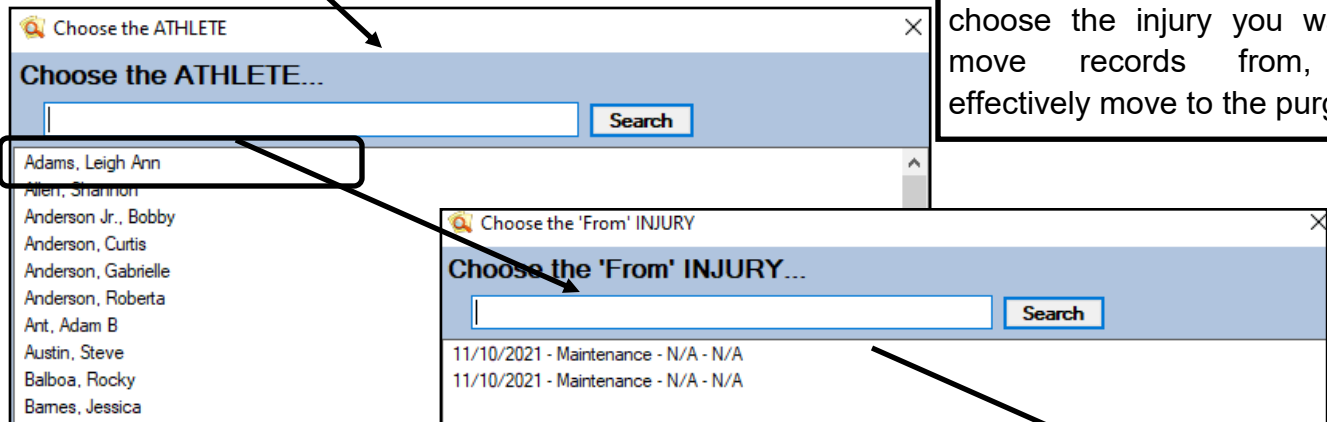 choose the injury you
move records from,
effectively move to the
Choose the ATHLETE
Choose the ATHLETE...
Search
Adams, Leigh Ann
Allen, Shannon
Anderson Jr., Bobby
Anderson, Curtis
Anderson, Gabrielle
Anderson, Roberta
Ant, Adam B
Austin, Steve
Balboa, Rocky
Barnes, Jessica
Choose the 'From' INJURY
Choose the 'From' INJURY...
Search
11/10/2021 - Maintenance - N/A - N/A
11/10/2021 - Maintenance - N/A - N/A